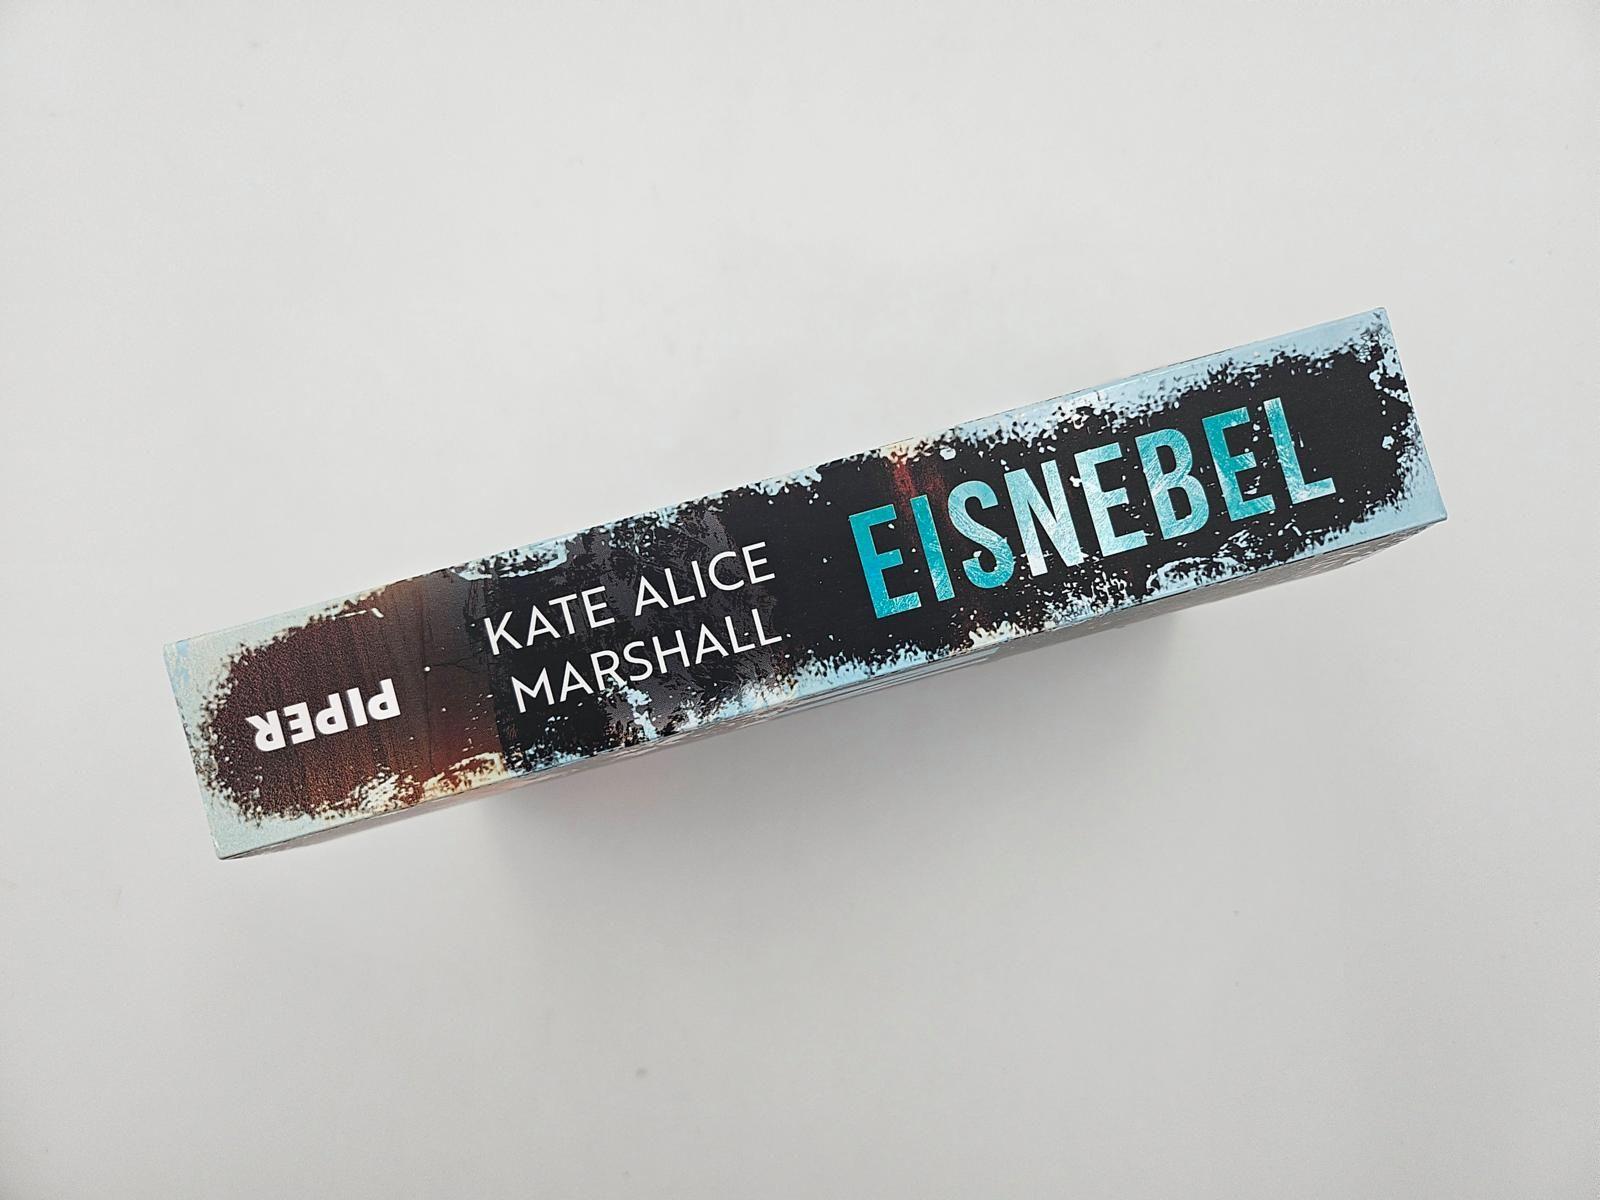 KATE ALICE
MARSHALL
EISNEBEL
PIPER